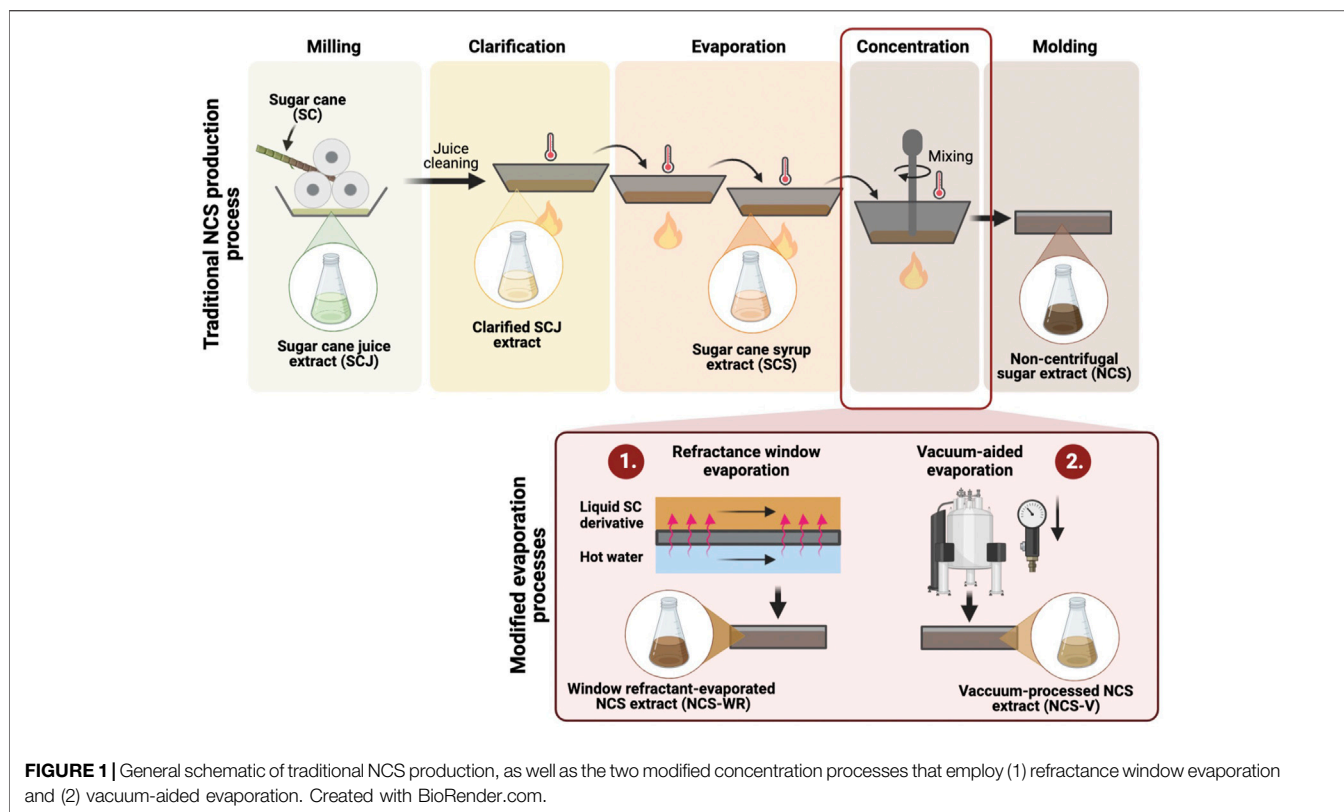 Milling
Clarification
Evaporation
Concentration
Molding
Traditional NCS production
process
Sugar cane
(SC)
Juice
cleaning
Mixing
Sugar cane juice
extract (SCJ)
Clarified SCJ
extract
Sugar cane syrup
extract (SCS)
Non-centrifugal
sugar extract (NCS)
Modified evaporation
processes
1.
Refractance window
evaporation
Liquid SC
derivative
Hot water
Window refractant-evaporated
NCS extract (NCS-WR)
Vacuum-aided
evaporation
2.
Vaccuum-processed NCS
extract (NCS-V)
FIGURE 1 | General schematic of traditional NCS production, as well as the two modified concentration processes that employ (1) refractance window evaporation
and (2) vacuum-aided evaporation. Created with BioRender.com.